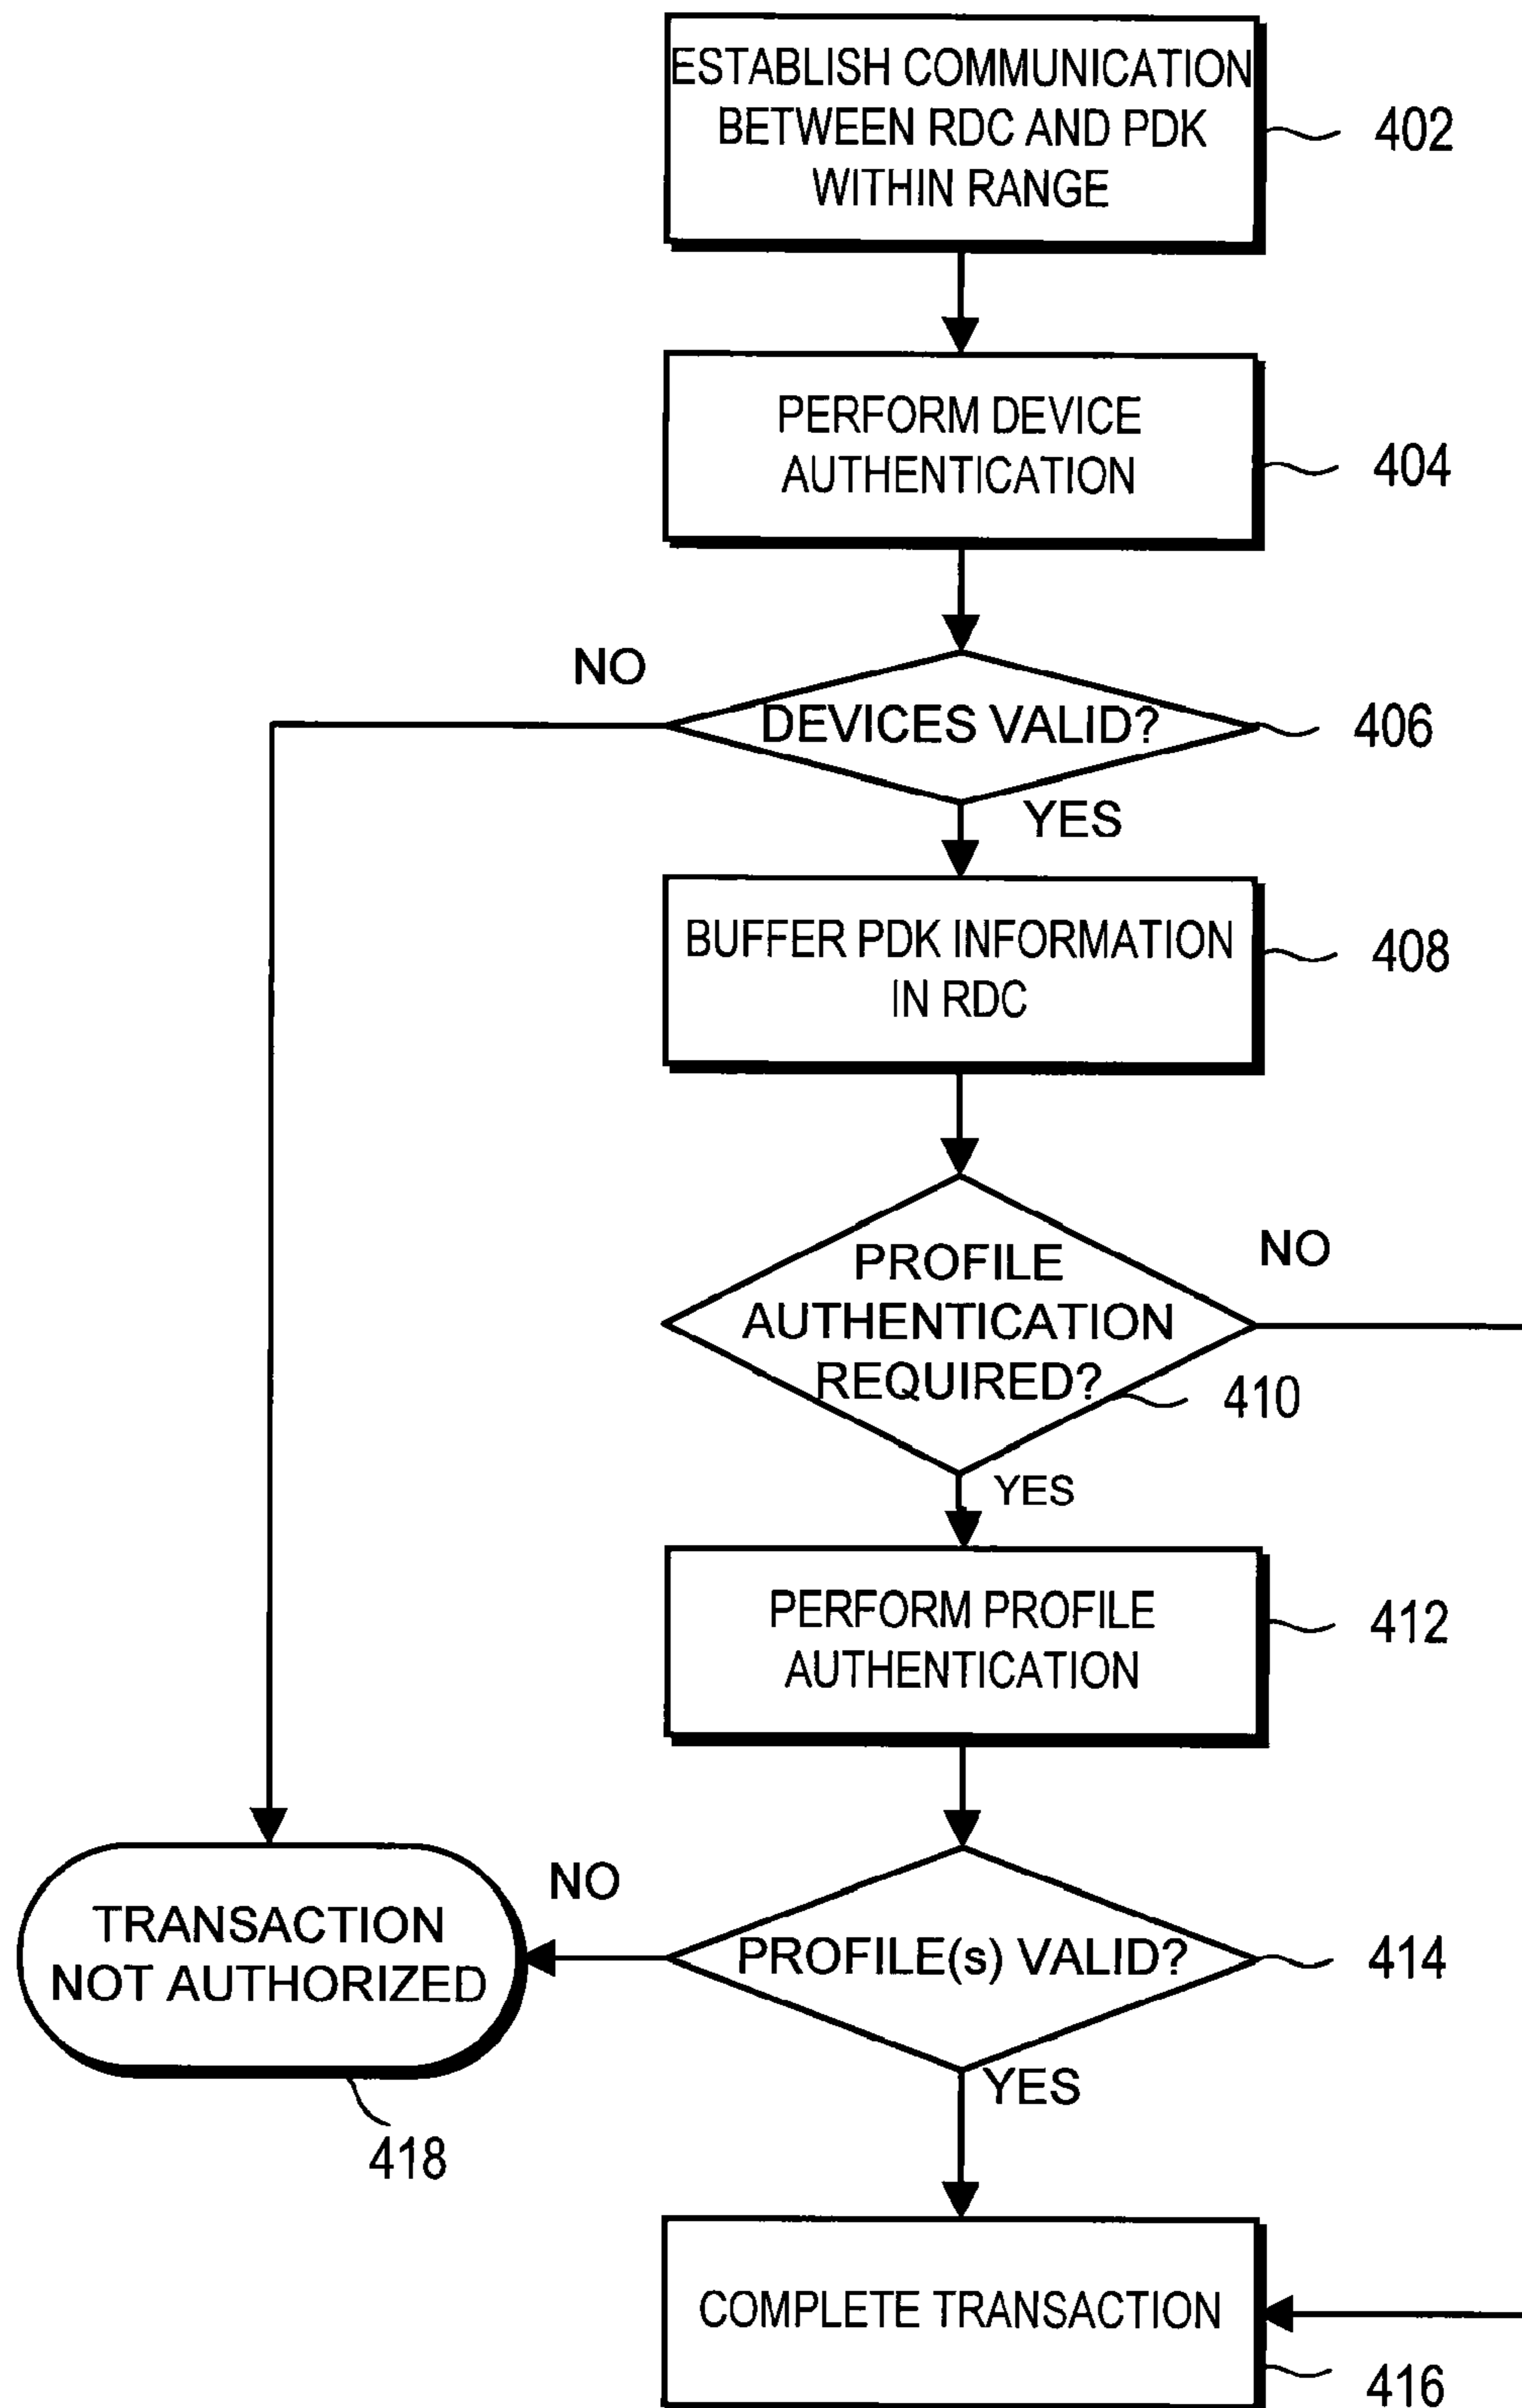 ESTABLISH COMMUNICATION
BETWEEN RDC AND PDK
WITHIN RANGE
402
PERFORM DEVICE
AUTHENTICATION
404
NO
DEVICES VALID?
406
YES
BUFFER PDK INFORMATION
IN RDC
408
PROFILE
AUTHENTICATION
REQUIRED?
NO
410
YES
PERFORM PROFILE
AUTHENTICATION
412
TRANSACTION
NOT AUTHORIZED
NO
PROFILE(s) VALID?
414
YES
418
COMPLETE TRANSACTION
416